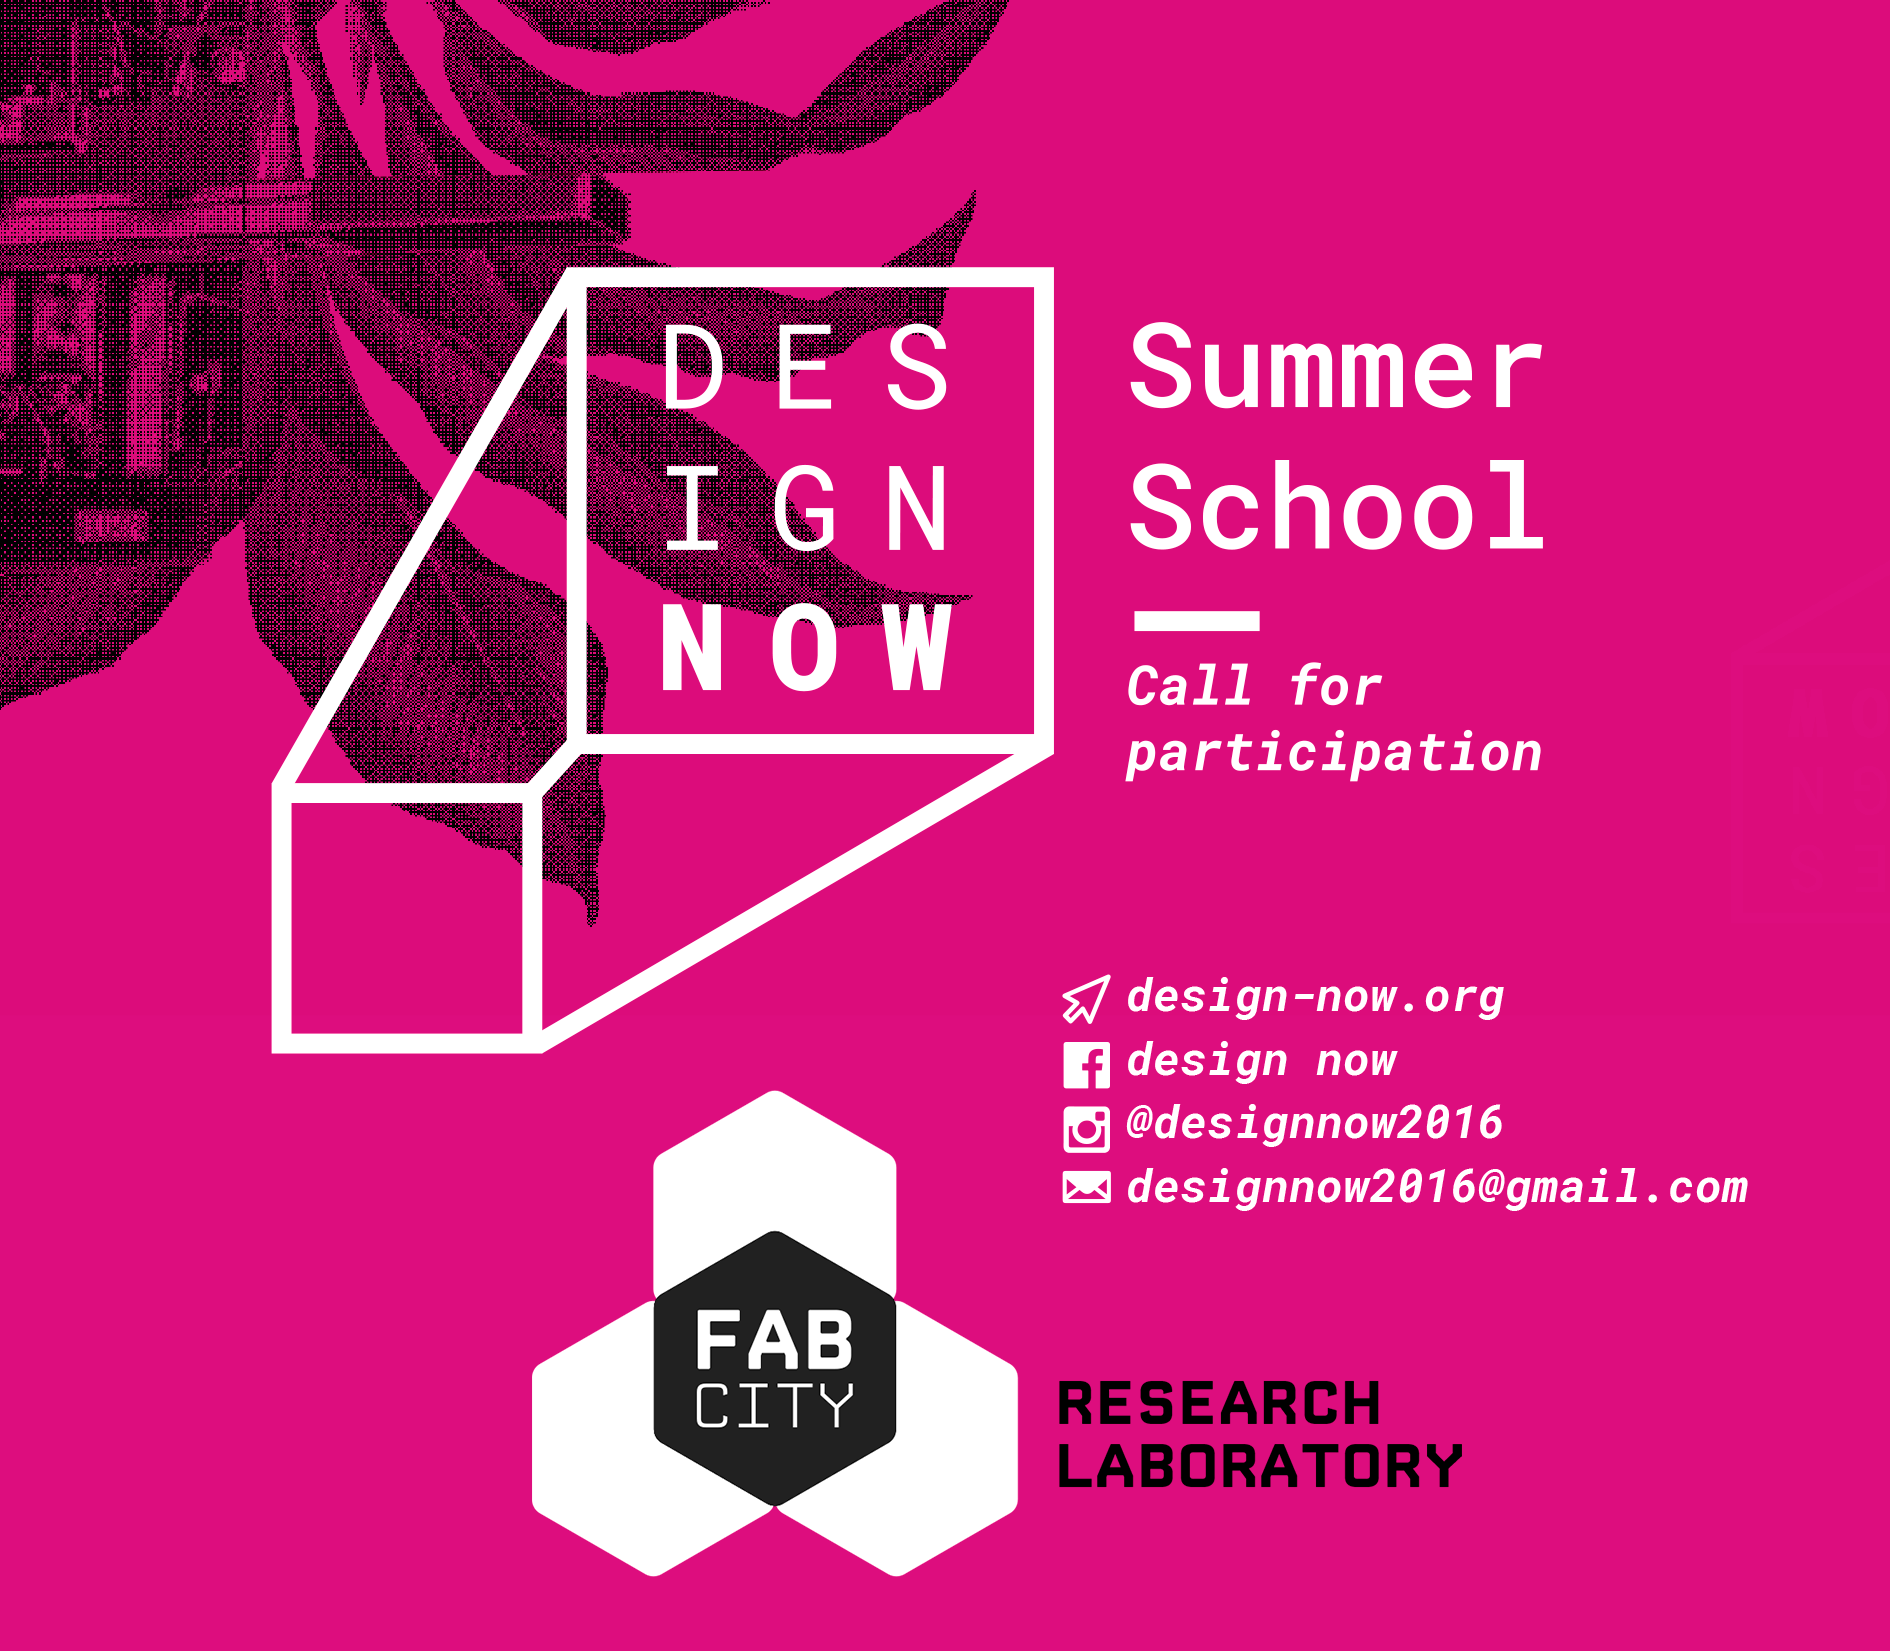 DES
IGN
NOW
Summer
School
Call for
participation
design-now.org
design now
@designnow2016
designnow2016@gmail.com
FAB
CITY
RESEARCH
LABORATORY